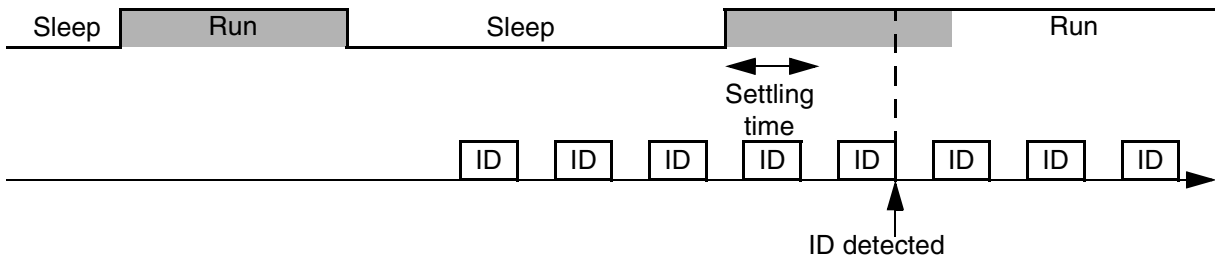 Sleep Run Sleep Run
Settling
time
ID ID ID ID ID ID ID ID
ID detected